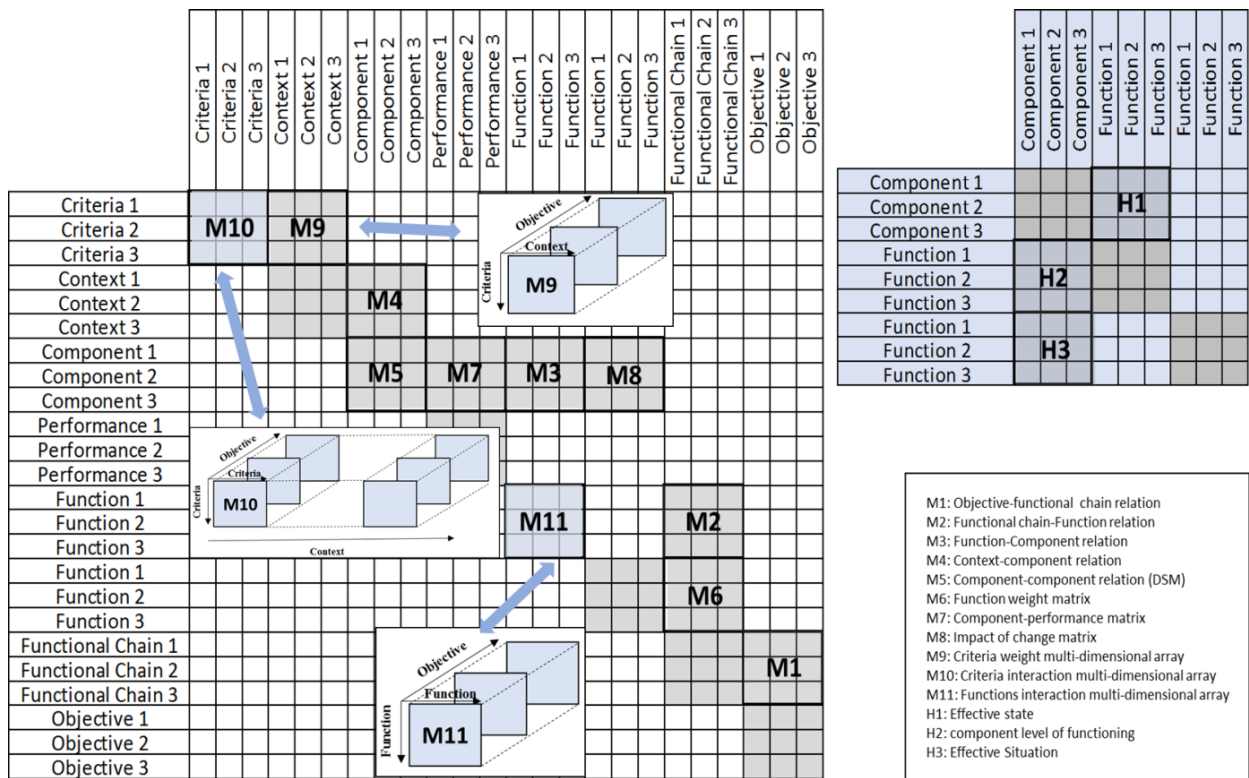 Criteria 1
Criteria 2
Criteria 3
Context 1
Context 2
Context 3
Component 1
Component 2
Component 3
Performance 1
Performance 2
Performance 3
Function 1
Function 2
Function 3
Function 1
Function 2
Function 3
Functional Chain 1
Functional Chain 2
Functional Chain 3
Objective 1
Objective 2
Objective 3
Criteria 1
Criteria 2
Criteria 3
Context 1
Context 2
Context 3
Component 1
Component 2
Component 3
Performance 1
Performance 2
Performance 3
Function 1
Function 2
Function 3
Function 1
Function 2
Function 3
Functional Chain 1
Functional Chain 2
Functional Chain 3
Objective 1
Objective 2
Objective 3
M10
M9
M4
M5
M7
M3
M8
M11
M2
M6
M1
Objective
Context
Criteria
M9
Objective
Criteria
Criteria
M10
Context
Objective
Function
Function
M11
Component 1
Component 2
Component 3
Function 1
Function 2
Function 3
Function 1
Function 2
Function 3
Component 1
Component 2
Component 3
Function 1
Function 2
Function 3
Function 1
Function 2
Function 3
H1
H2
H3
M1: Objective-functional chain relation
M2: Functional chain-Function relation
M3: Function-Component relation
M4: Context-component relation
M5: Component-component relation (DSM)
M6: Function weight matrix
M7: Component-performance matrix
M8: Impact of change matrix
M9: Criteria weight multi-dimensional array
M10: Criteria interaction multi-dimensional array
M11: Functions interaction multi-dimensional array
H1: Effective state
H2: component level of functioning
H3: Effective Situation